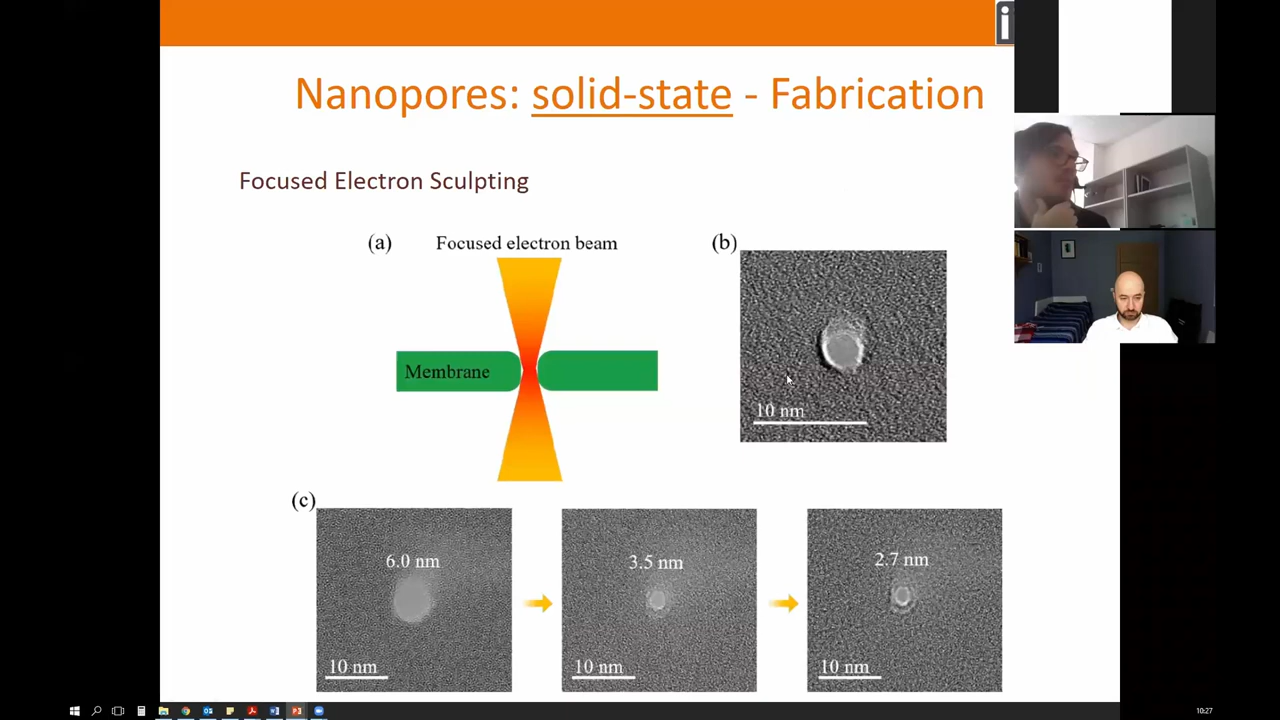 i
Nanopores: solid-state - Fabrication
Focused Electron Sculpting
(a)
Focused electron beam
(b)
Membrane
10 nm
(c)
6.0 nm
3.5 nm
2.7 nm
10 nm
10 nm
10 nm
10:27